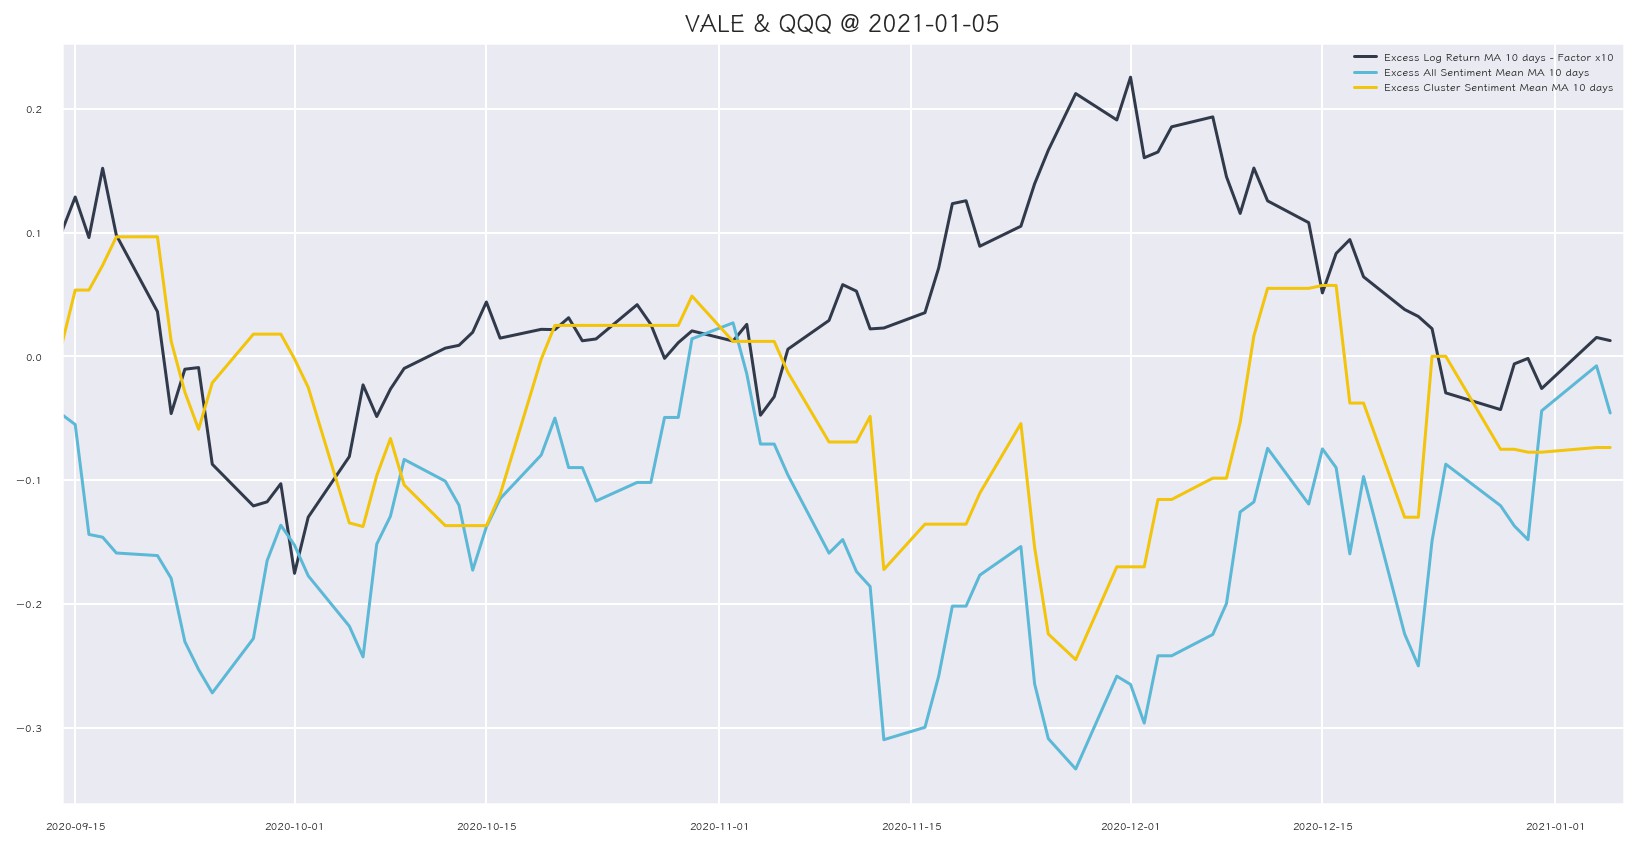 VALE & QQQ @ 2021-01-05
Excess Log Return MA 10 days - Factor x10
Excess All Sentiment Mean MA 10 days
Excess Cluster Sentiment Mean MA 10 days
0.2
0.1
0.0
−0.1
−0.2
−0.3
2020-09-15 2020-10-01 2020-10-15 2020-11-01 2020-11-15 2020-12-01 2020-12-15 2021-01-01